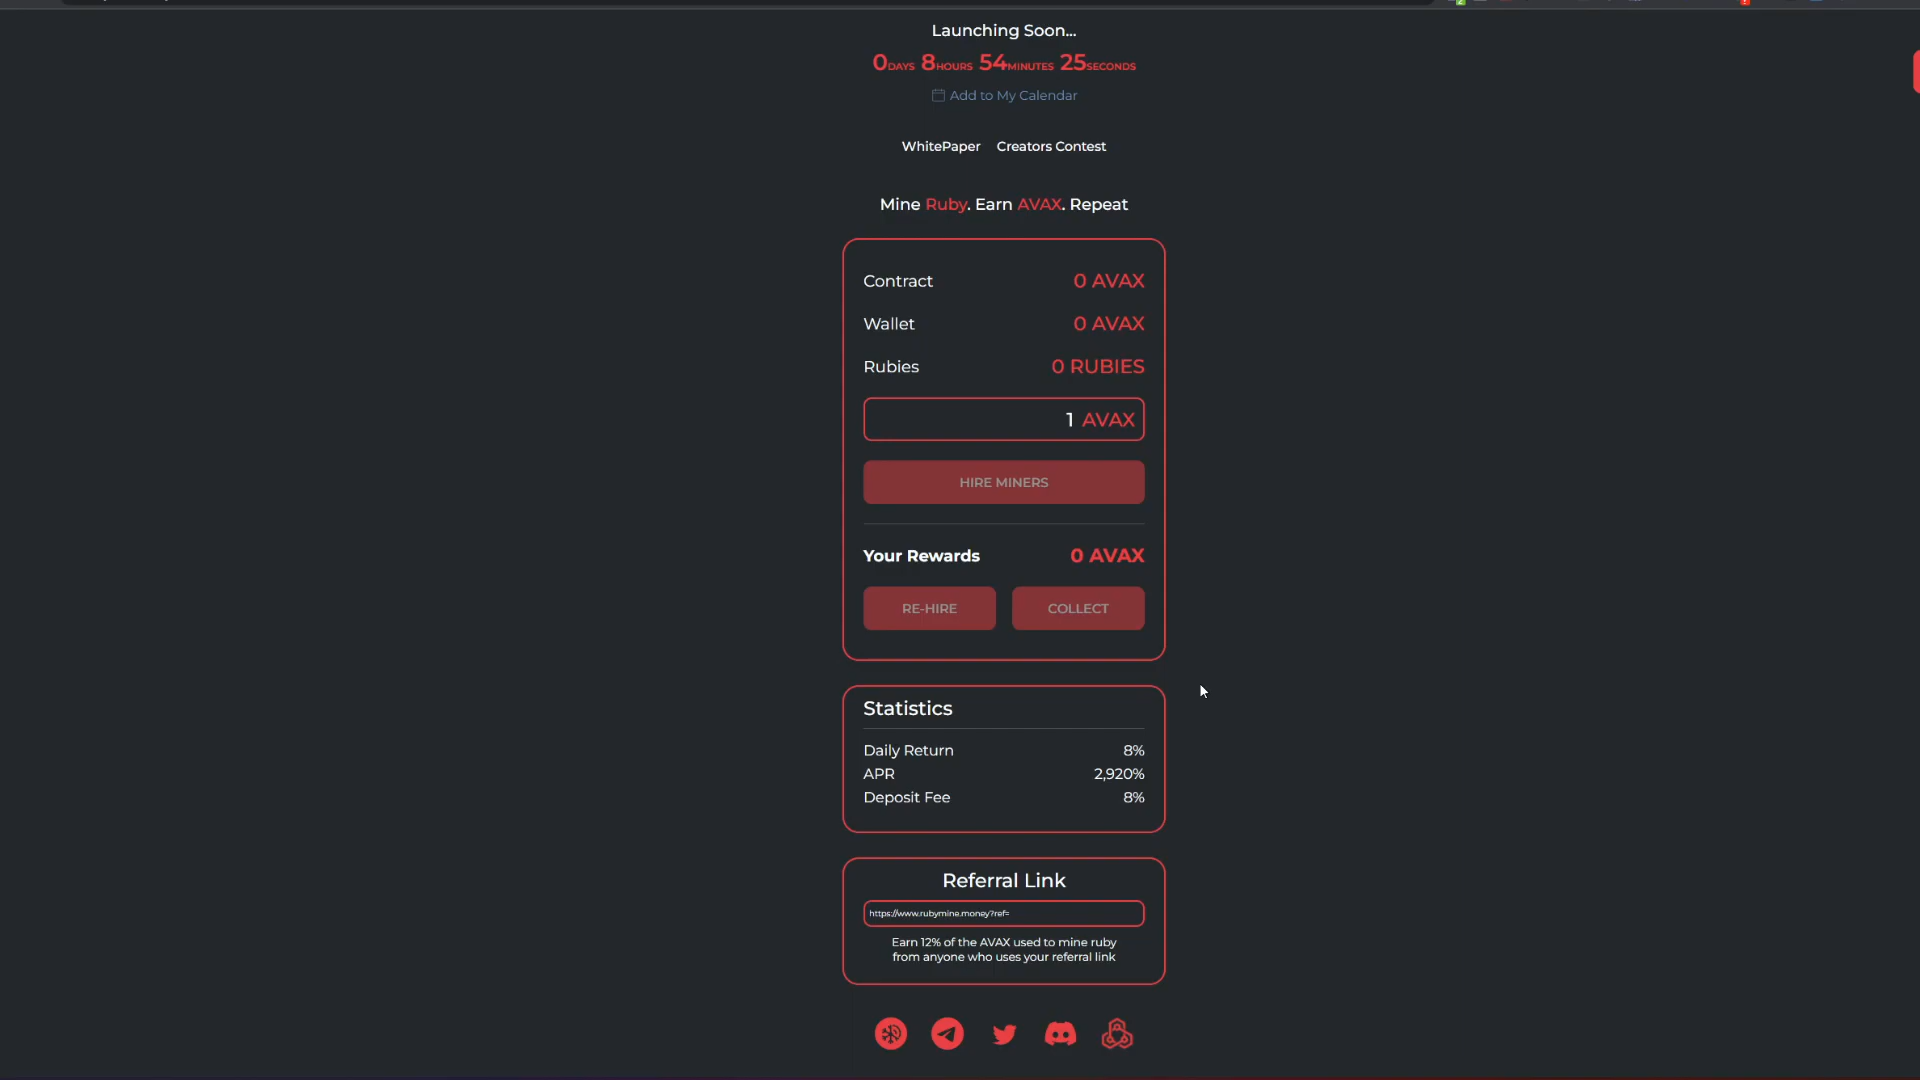 Launching Soon...
0DAYS 8HOURS 54MINUTES 25SECONDS
Add to My Calendar
WhitePaper Creators Contest
Mine Ruby. Earn AVAX. Repeat
Contract 0 AVAX
Wallet 0 AVAX
Rubies 0 RUBIES
1 AVAX
HIRE MINERS
Your Rewards 0 AVAX
RE-HIRE COLLECT
Statistics
Daily Return 8%
APR 2,920%
Deposit Fee 8%
Referral Link
https://www.rubymine.money?ref=
Earn 12% of the AVAX used to mine ruby
from anyone who uses your referral link